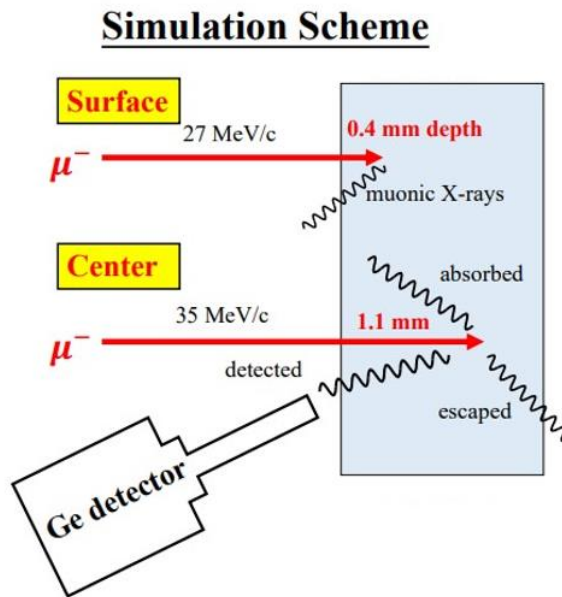 Simulation Scheme
Surface
27 MeV/c
0.4 mm depth
μ⁻
muonic X-rays
Center
absorbed
35 MeV/c
1.1 mm
μ⁻
detected
escaped
Ge detector